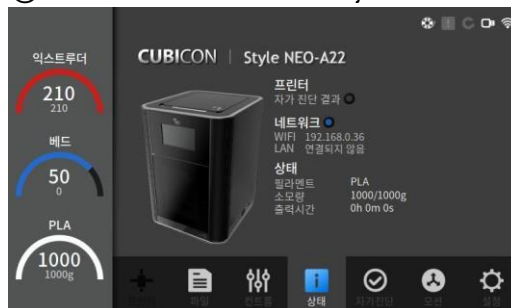 익스트루더
210
210
베드
50
0
PLA
1000
1000g
CUBICON | Style NEO-A22
프린터
자가 진단 결과
네트워크
WIFI 192.168.0.36
LAN 연결되지 않음
상태
필라멘트 PLA
소모량 1000/1000g
출력시간 0h 0m 0s
파일
컨트롤
상태
자가진단
모션
설정